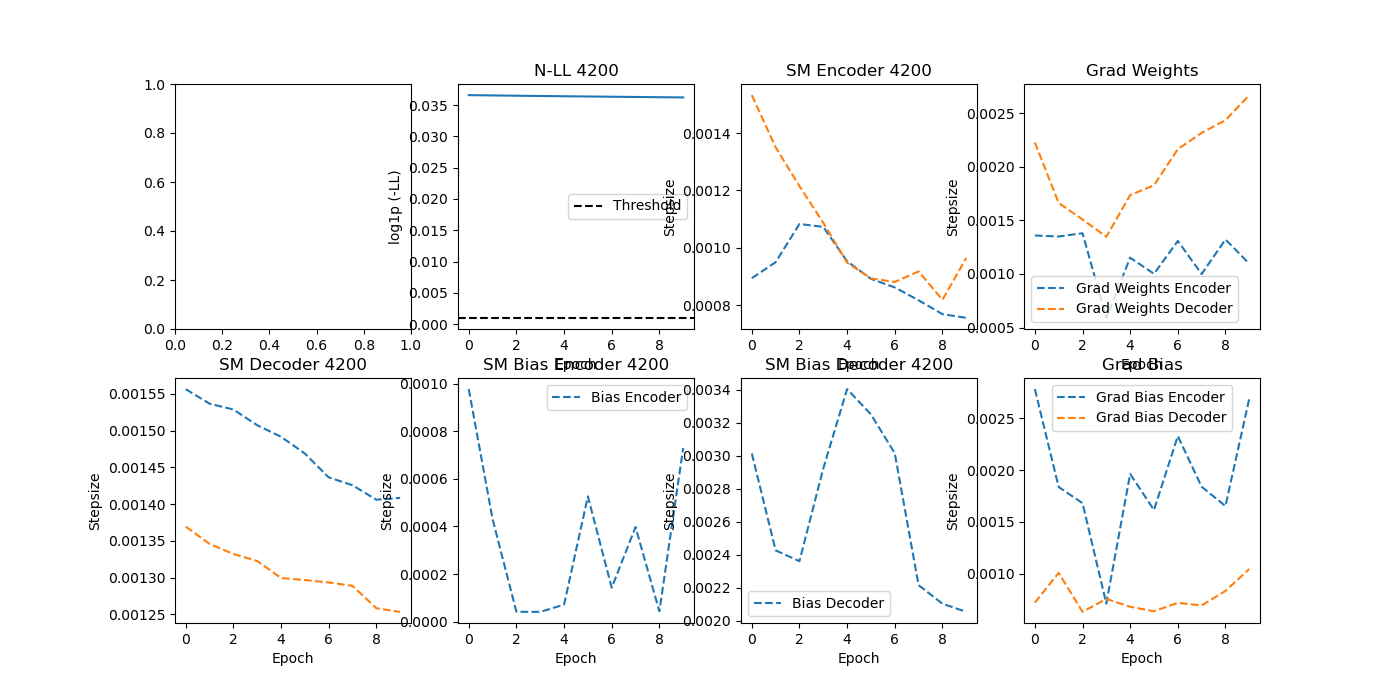 N-LL 4200
SM Encoder 4200
Grad Weights
1.0
0.8
0.6
0.4
0.2
0.0
0.0 0.2 0.4 0.6 0.8 1.0
log1p (-LL)
0.035
0.030
0.025
0.020
0.015
0.010
0.005
0.000
Threshold
0 2 4 6 8
Epoch
Stepsize
0.0014
0.0012
0.0010
0.0008
0 2 4 6 8
Epoch
Stepsize
0.0025
0.0020
0.0015
0.0010
0.0005
Grad Weights Encoder
Grad Weights Decoder
0 2 4 6 8
Epoch
SM Decoder 4200
SM Bias Encoder 4200
SM Bias Decoder 4200
Grad Bias
Stepsize
0.00155
0.00150
0.00145
0.00140
0.00135
0.00130
0.00125
0 2 4 6 8
Epoch
Stepsize
0.0010
0.0008
0.0006
0.0004
0.0002
0.0000
Bias Encoder
0 2 4 6 8
Epoch
Stepsize
0.0034
0.0032
0.0030
0.0028
0.0026
0.0024
0.0022
0.0020
Bias Decoder
0 2 4 6 8
Epoch
Stepsize
0.0025
0.0020
0.0015
0.0010
Grad Bias Encoder
Grad Bias Decoder
0 2 4 6 8
Epoch